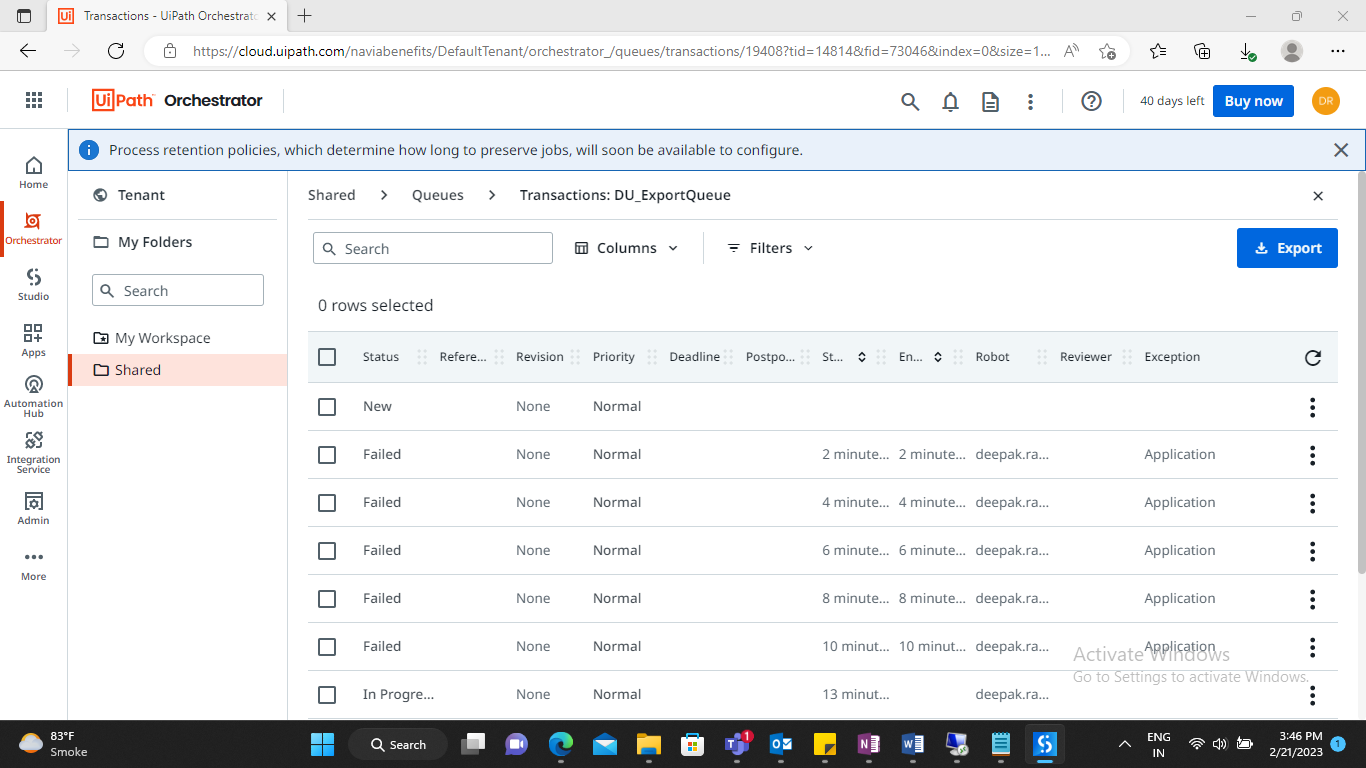 Transactions - UiPath Orchestrato
https://cloud.uipath.com/naviabenefits/DefaultTenant/orchestrator_/queues/transactions/19408?tid=14814&fid=73046&index=0&size=1...
UiPath Orchestrator
40 days left
Buy now
DR
Process retention policies, which determine how long to preserve jobs, will soon be available to configure.
Home
Orchestrator
Studio
Apps
Automation
Hub
Integration
Service
Admin
More
Tenant
My Folders
Search
My Workspace
Shared
Shared > Queues > Transactions: DU_ExportQueue
Search
Columns
Filters
Export
0 rows selected
Status Refere... Revision Priority Deadline Postpo... St... En... Robot Reviewer Exception
New None Normal
Failed None Normal 2 minute... 2 minute... deepak.ra... Application
Failed None Normal 4 minute... 4 minute... deepak.ra... Application
Failed None Normal 6 minute... 6 minute... deepak.ra... Application
Failed None Normal 8 minute... 8 minute... deepak.ra... Application
Failed None Normal 10 minut... 10 minut... deepak.ra... Application
In Progre... None Normal 13 minut... deepak.ra...
Activate Windows
Go to Settings to activate Windows.
83°F
Smoke
Search
1
ENG
IN
3:46 PM
2/21/2023
1